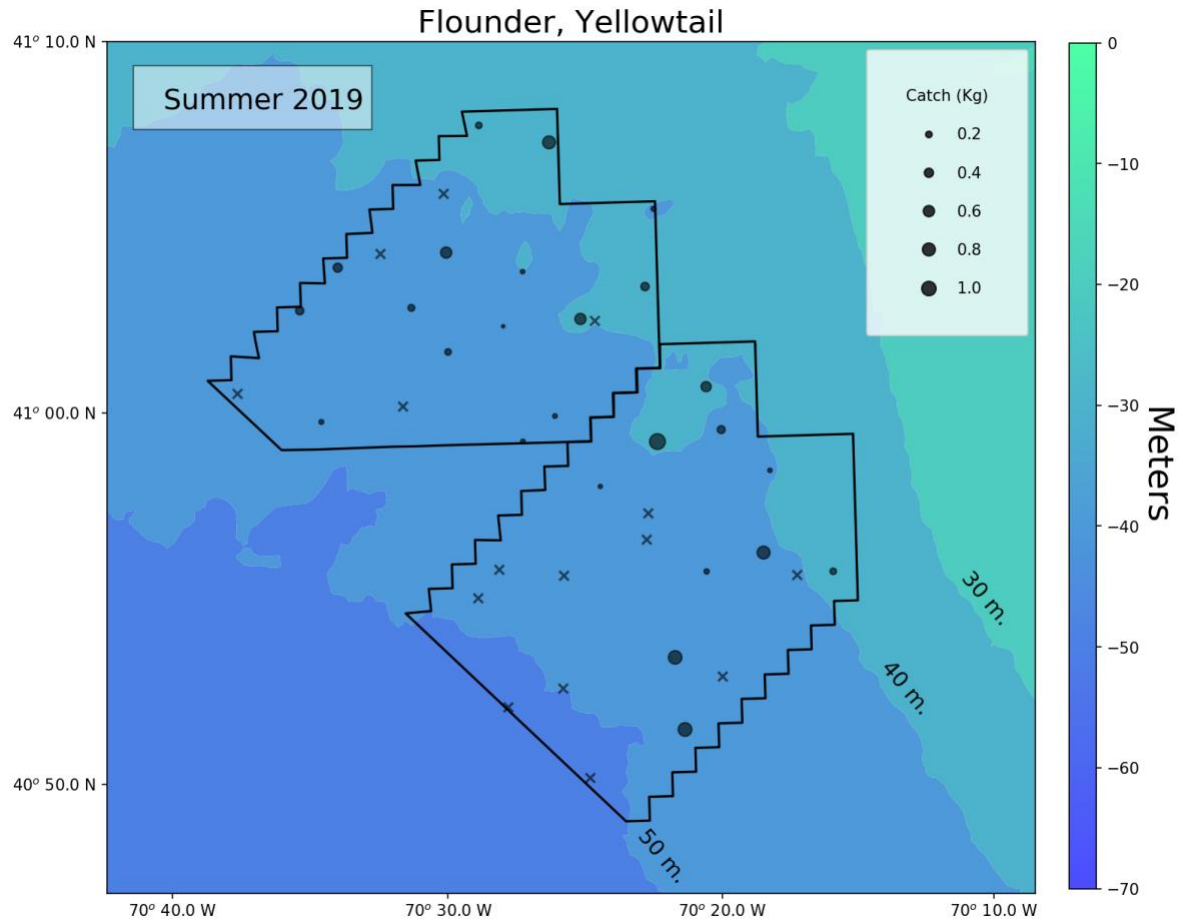 Flounder, Yellowtail
41° 10.0 N
Summer 2019
Catch (Kg)
0.2
0.4
0.6
0.8
1.0
41° 00.0 N
40° 50.0 N
30 m.
40 m.
50 m.
70° 40.0 W
70° 30.0 W
70° 20.0 W
70° 10.0 W
0
−10
−20
−30
−40
−50
−60
−70
Meters